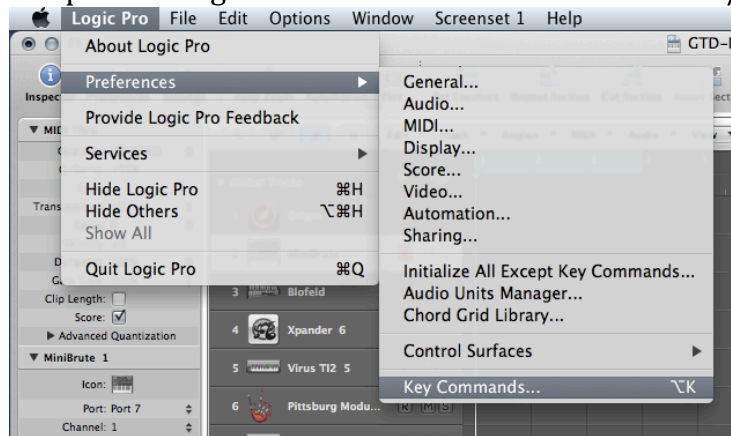 Logic Pro File Edit Options Window Screenset 1 Help
GTD-
About Logic Pro
Preferences
Provide Logic Pro Feedback
Services
Hide Logic Pro ⌘H
Hide Others ⌥⌘H
Show All
Quit Logic Pro ⌘Q
General...
Audio...
MIDI...
Display...
Score...
Video...
Automation...
Sharing...
Initialize All Except Key Commands...
Audio Units Manager...
Chord Grid Library...
Control Surfaces
Key Commands... ⌥K
Inspec
Clip Length:
Score:
Advanced Quantization
MiniBrute 1
Icon:
Port: Port 7
Channel: 1
3 Blofeld
4 Xpander 6
5 Virus TI2 5
6 Pittsburg Modu... R M S